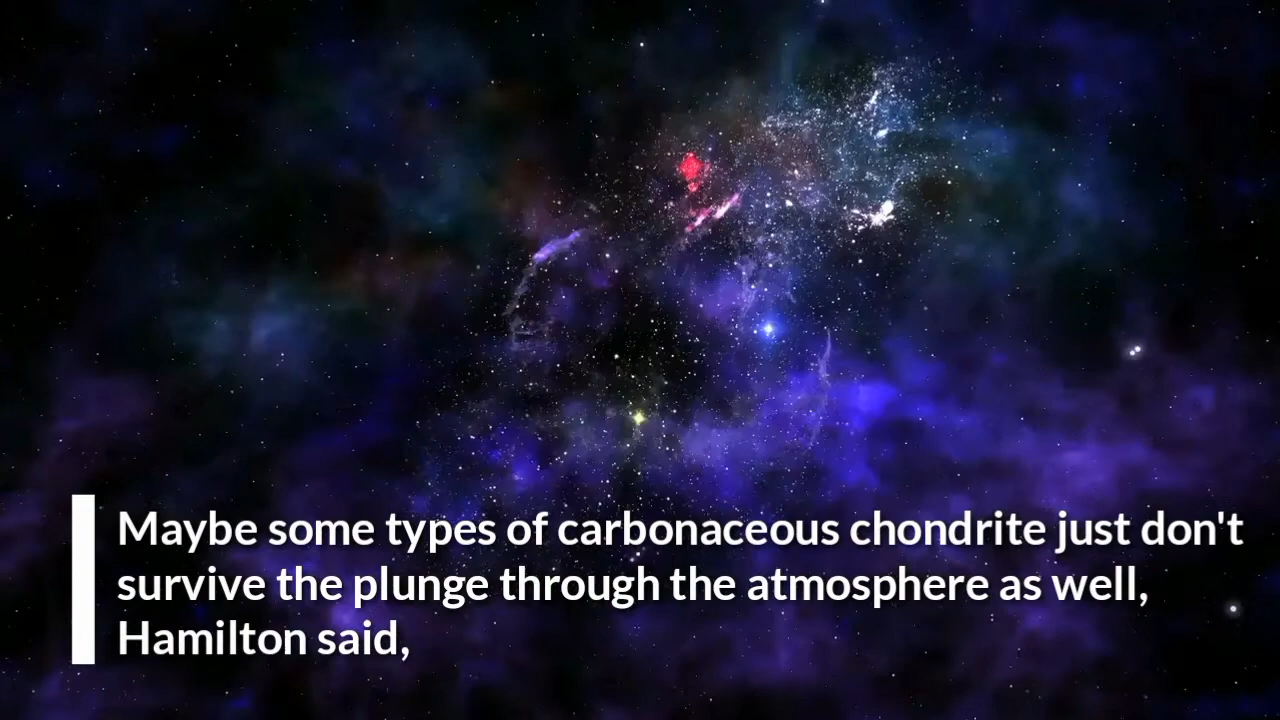 Maybe some types of carbonaceous chondrite just don't
survive the plunge through the atmosphere as well,
Hamilton said,